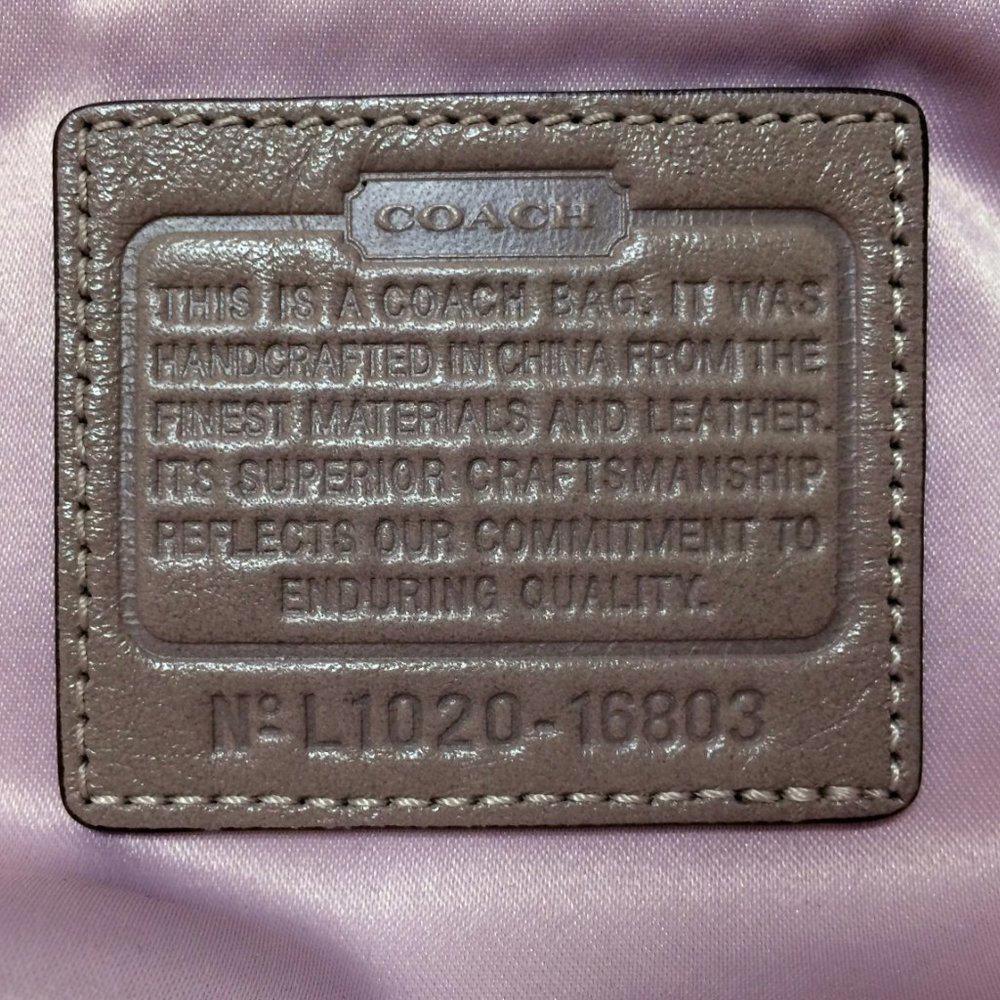 COACH
THIS IS A COACH BAG. IT WAS
HANDCRAFTED IN CHINA FROM THE
FINEST MATERIALS AND LEATHER.
ITS SUPERIOR CRAFTSMANSHIP
REFLECTS OUR COMMITMENT TO
ENDURING QUALITY.
Nº L1020-16803